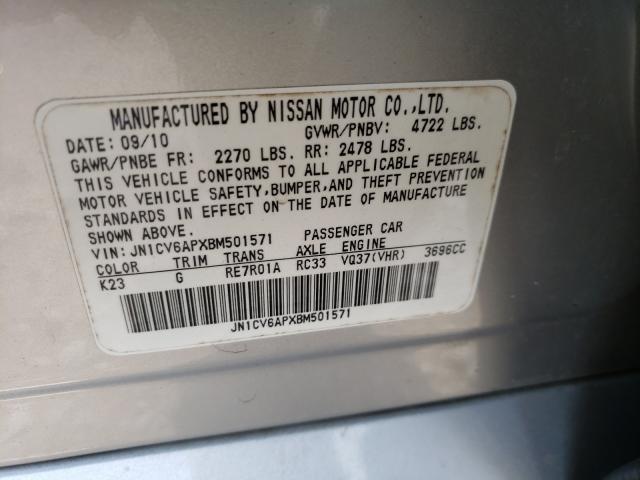 MANUFACTURED BY NISSAN MOTOR CO.,LTD.
DATE: 09/10 GVWR/PNBV: 4722 LBS.
GAWR/PNBE FR: 2270 LBS. RR: 2478 LBS.
THIS VEHICLE CONFORMS TO ALL APPLICABLE FEDERAL
MOTOR VEHICLE SAFETY, BUMPER, AND THEFT PREVENTION
STANDARDS IN EFFECT ON THE DATE OF MANUFACTURE
SHOWN ABOVE.
VIN: JN1CV6APXBM501571 PASSENGER CAR
COLOR TRIM TRANS AXLE ENGINE
K23 G RE7R01A RC33 VQ37(VHR) 3696CC
JN1CV6APXBM501571